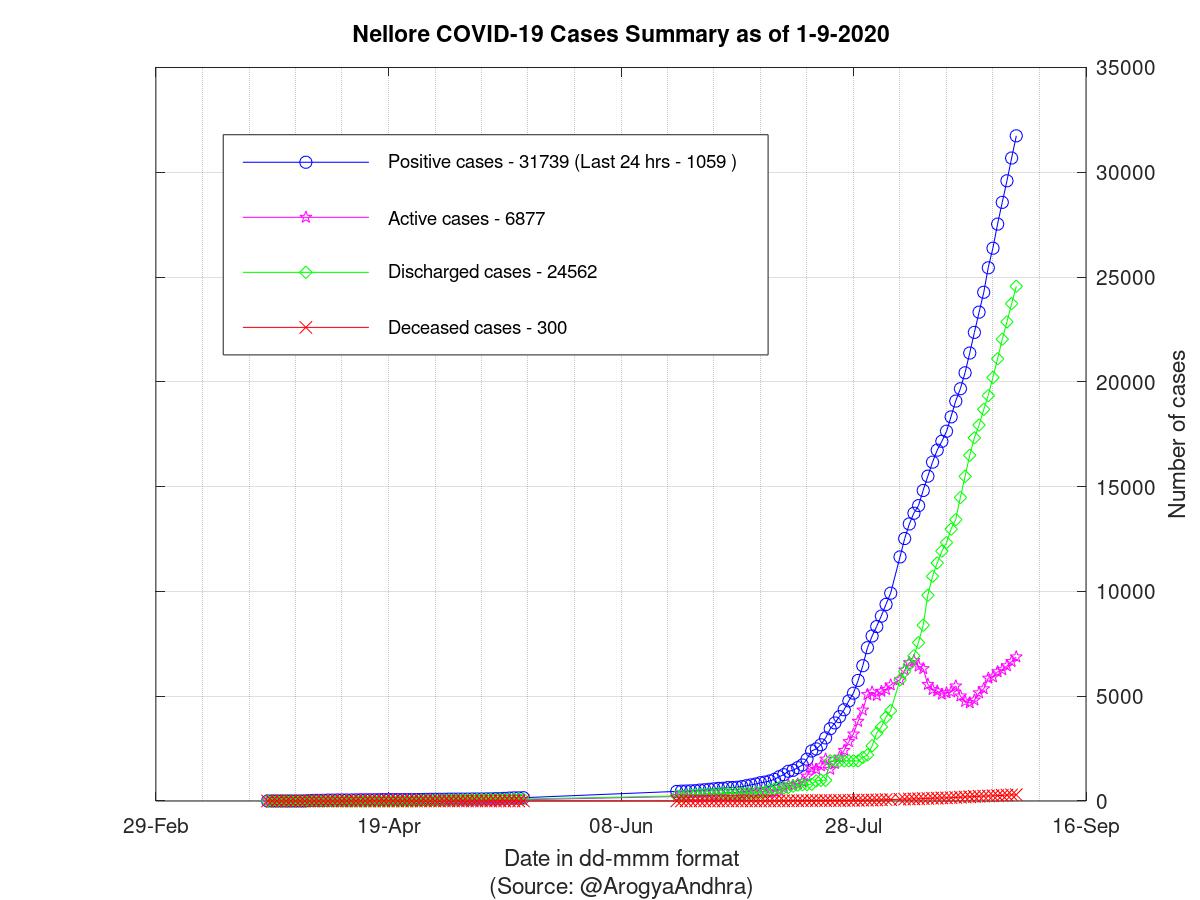 Nellore COVID-19 Cases Summary as of 1-9-2020
Positive cases - 31739 (Last 24 hrs - 1059 )
Active cases - 6877
Discharged cases - 24562
Deceased cases - 300
35000
30000
25000
20000
15000
10000
5000
0
Number of cases
29-Feb
19-Apr
08-Jun
28-Jul
16-Sep
Date in dd-mmm format
(Source: @ArogyaAndhra)